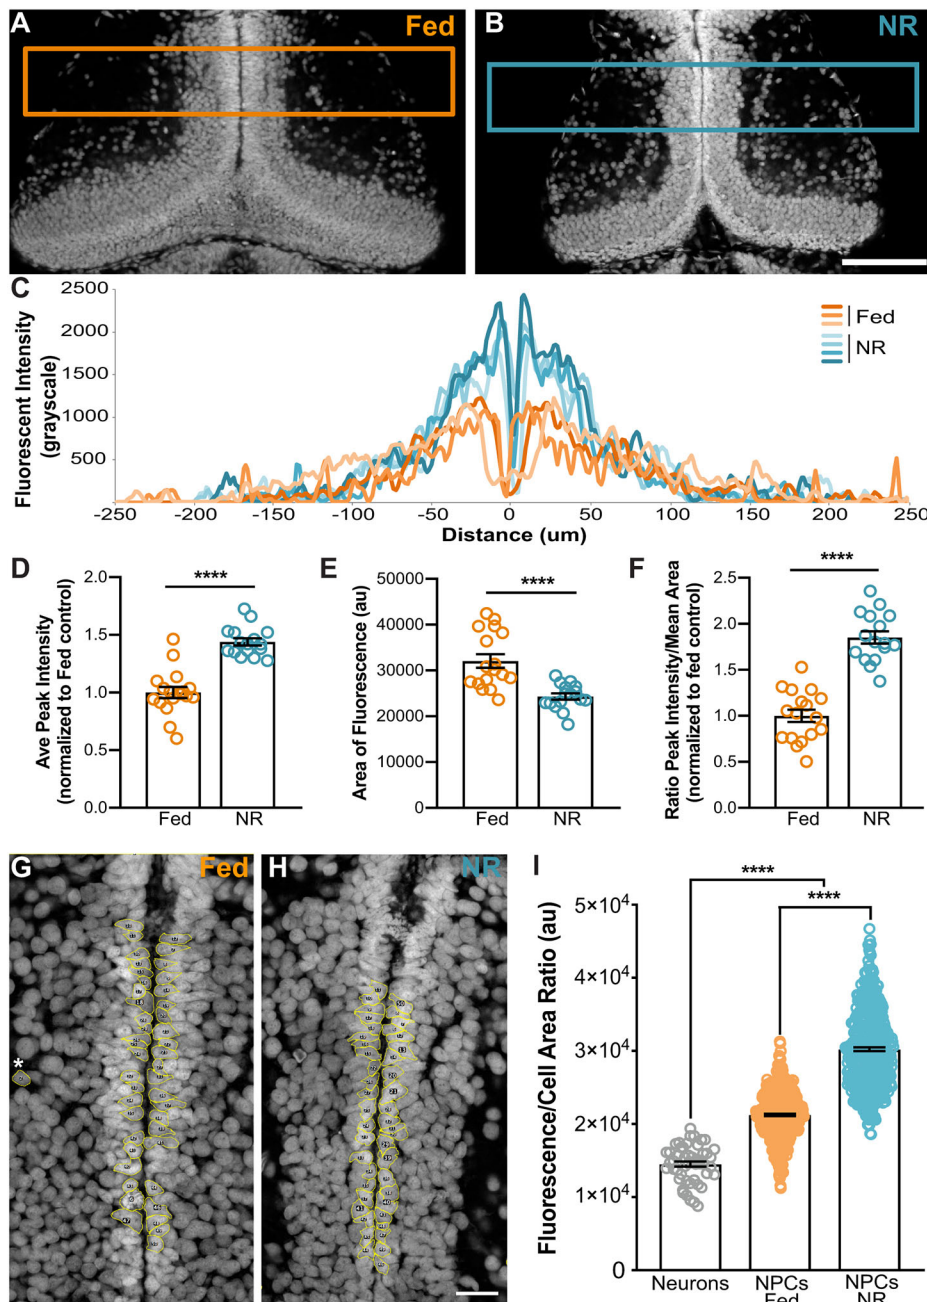 A
Fed
B
NR
C
Fluorescent Intensity
(grayscale)
2500
2000
1500
1000
500
-250
-200
-150
-100
-50
0
50
100
150
200
250
Distance (um)
Fed
NR
D
Ave Peak Intensity
(normalized to Fed control)
2.0
1.5
1.0
0.5
0.0
****
Fed
NR
E
Area of Fluorescence (au)
50000
40000
30000
20000
10000
0
****
Fed
NR
F
Ratio Peak Intensity/Mean Area
(normalized to fed control)
2.5
2.0
1.5
1.0
0.5
0.0
****
Fed
NR
G
Fed
*
H
NR
I
Fluorescence/Cell Area Ratio (au)
5×10⁴
4×10⁴
3×10⁴
2×10⁴
1×10⁴
0
****
****
Neurons
NPCs
Fed
NPCs
NR